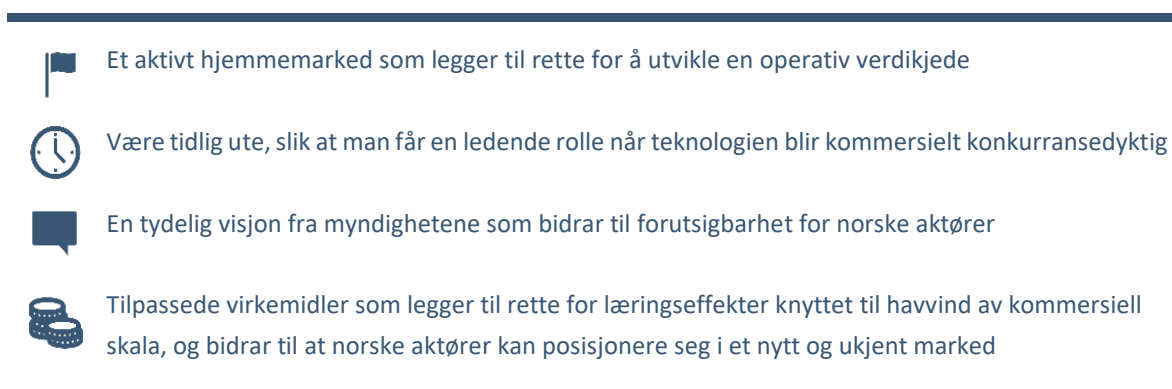 Et aktivt hjemmemarked som legger til rette for å utvikle en operativ verdikjede
Være tidlig ute, slik at man får en ledende rolle når teknologien blir kommersielt konkurransedyktig
En tydelig visjon fra myndighetene som bidrar til forutsigbarhet for norske aktører
Tilpassede virkemidler som legger til rette for læringseffekter knyttet til havvind av kommersiell
skala, og bidrar til at norske aktører kan posisjonere seg i et nytt og ukjent marked